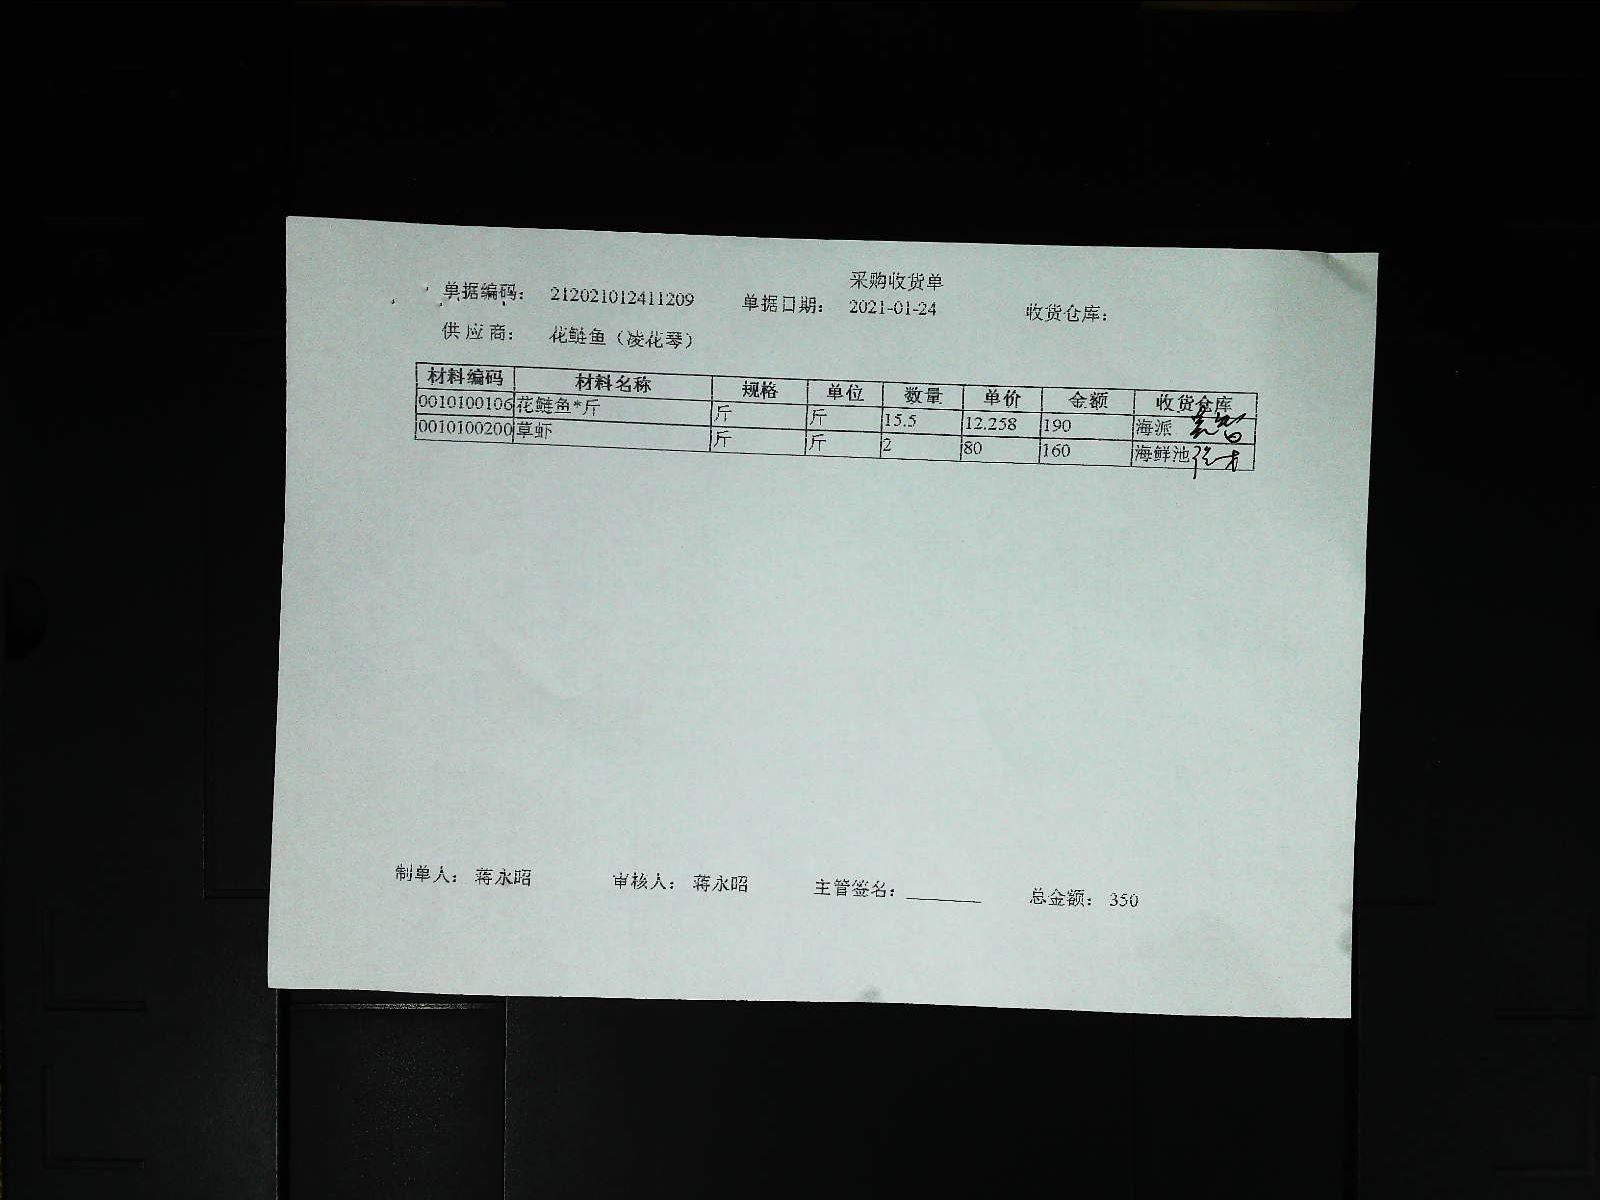 采购收货单
单据编码： 212021012411209 单据日期： 2021-01-24 收货仓库：
供应商： 花鲢鱼（凌花琴）
材料编码 材料名称 规格 单位 数量 单价 金额 收货仓库
0010100106 花鲢鱼*斤 斤 斤 15.5 12.258 190 海派
0010100200 草虾 斤 斤 2 80 160 海鲜池
制单人： 蒋永昭 审核人： 蒋永昭 主管签名： 总金额： 350